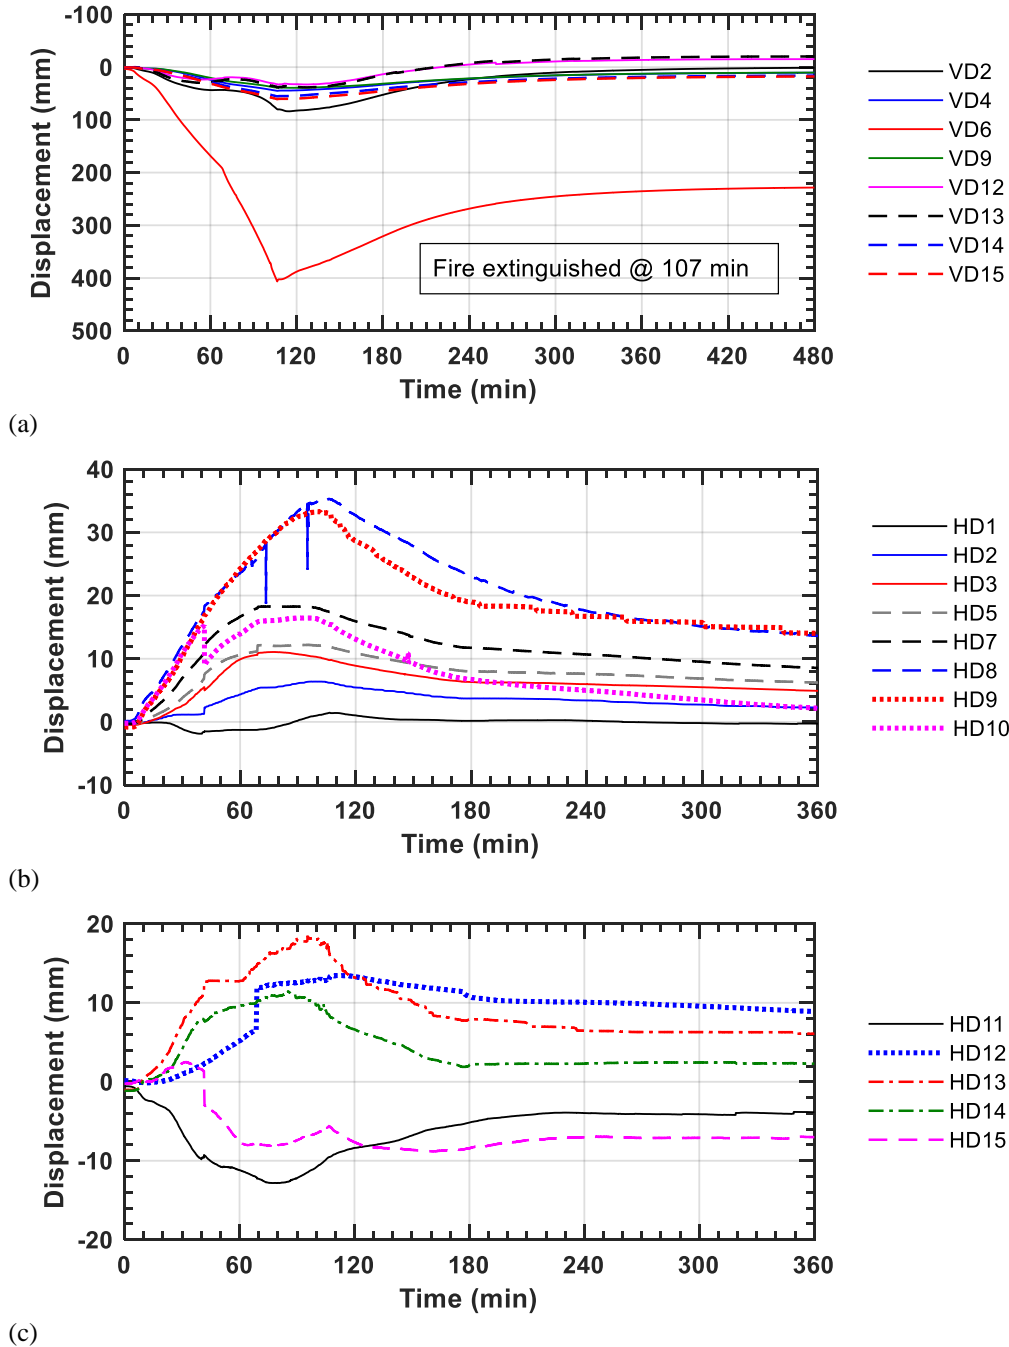 -100
0
100
200
300
400
500
Displacement (mm)
Fire extinguished @ 107 min
0 60 120 180 240 300 360 420 480
Time (min)
VD2
VD4
VD6
VD9
VD12
VD13
VD14
VD15
(a)
40
30
20
10
0
-10
Displacement (mm)
0 60 120 180 240 300 360
Time (min)
HD1
HD2
HD3
HD5
HD7
HD8
HD9
HD10
(b)
20
10
0
-10
-20
Displacement (mm)
0 60 120 180 240 300 360
Time (min)
HD11
HD12
HD13
HD14
HD15
(c)